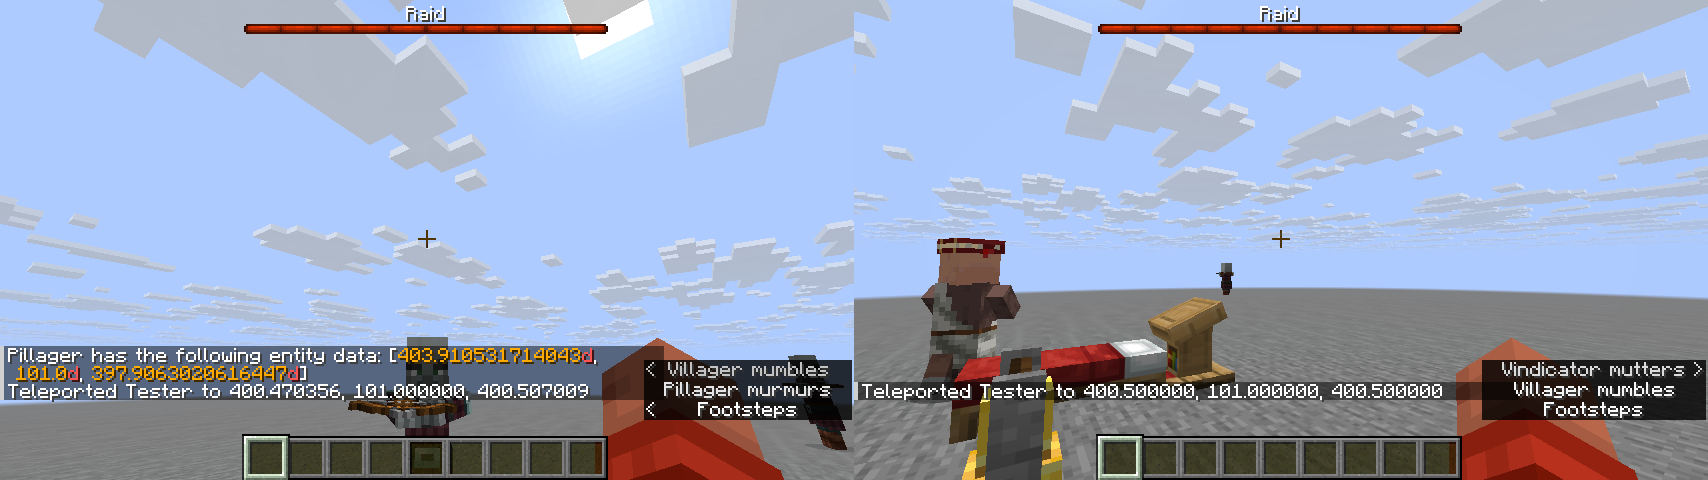 Raid
Pillager has the following entity data: [403.910531714043d,
101.0d, 397.9063020616447d]
Teleported Tester to 400.470356, 101.000000, 400.507009
< Villager mumbles
Pillager murmurs
< Footsteps
Raid
Teleported Tester to 400.500000, 101.000000, 400.500000
Vindicator mutters >
Villager mumbles
Footsteps